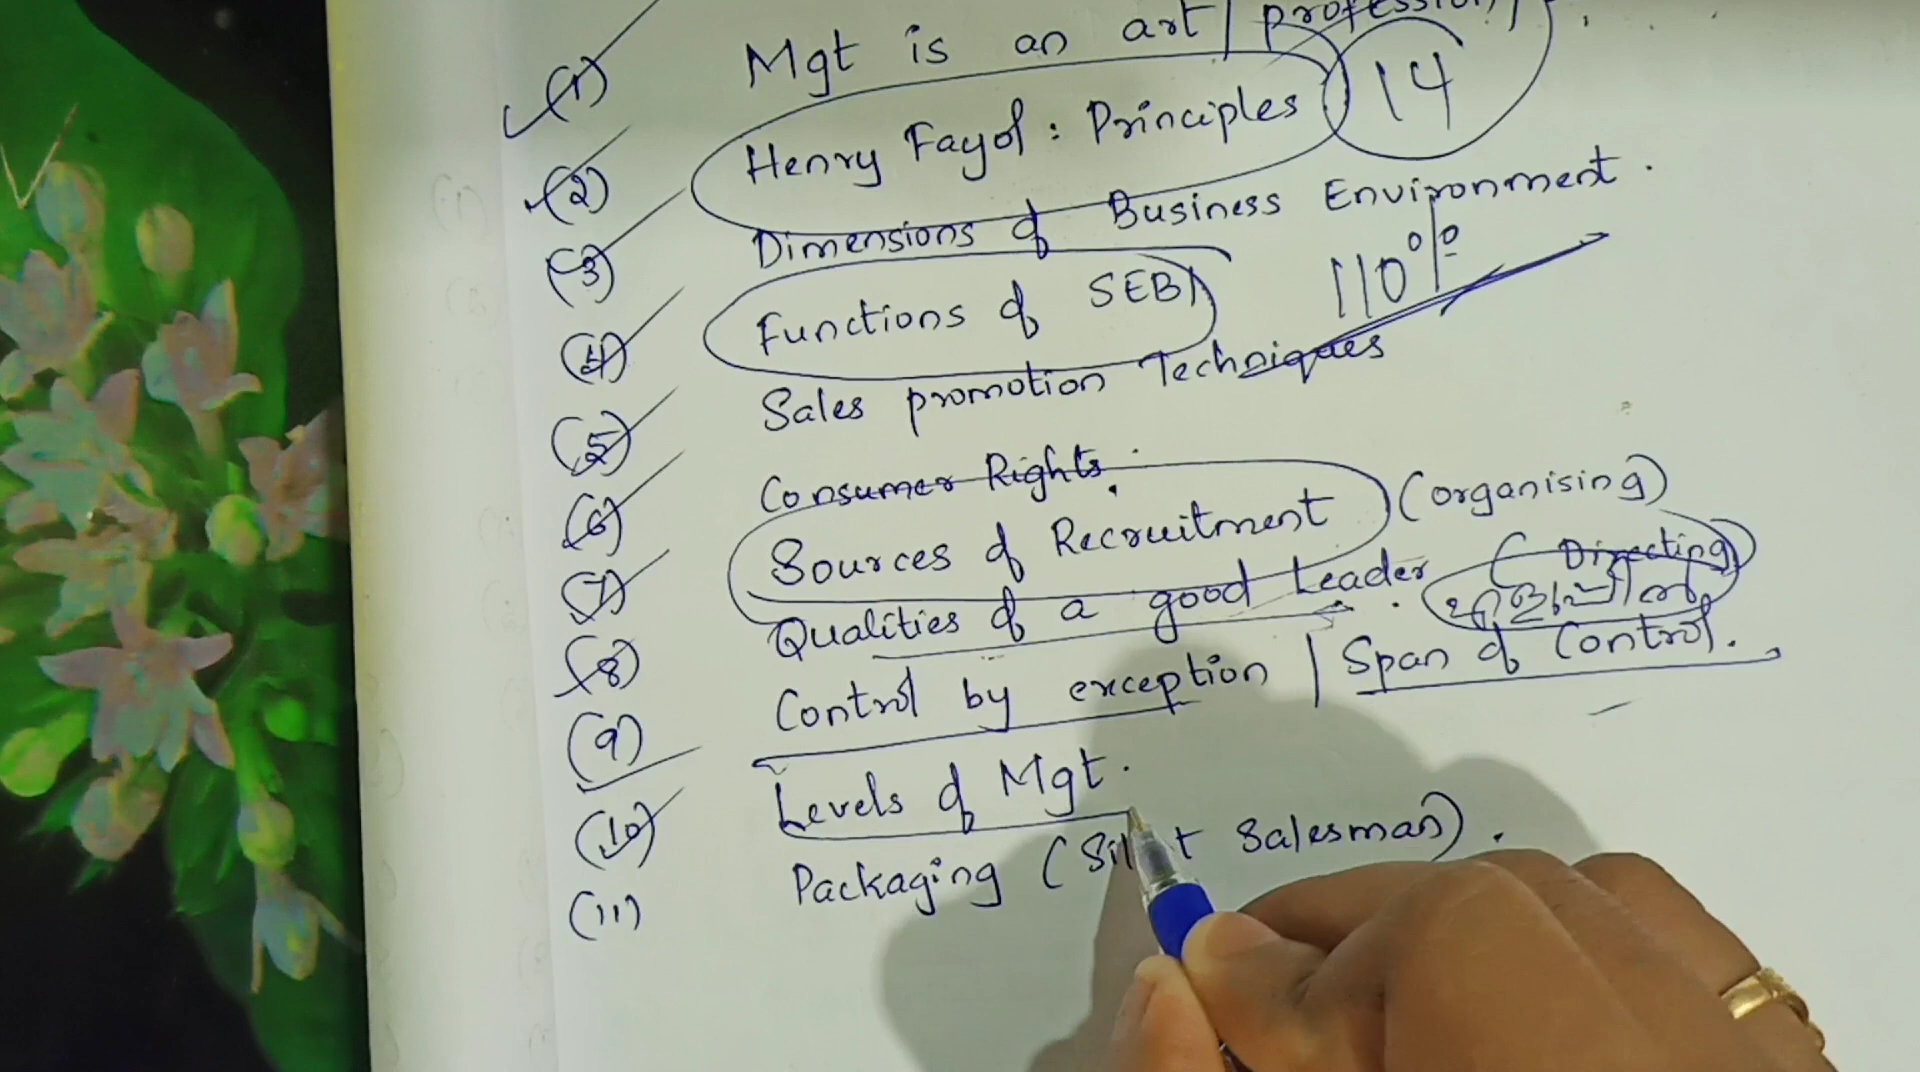 (1) Mgt is an art / profession / .
(2) Henry Fayol : Principles 14
(3) Dimensions of Business Environment .
(4) Functions of SEBI 110%
(5) Sales promotion Techniques
(6) Consumer Rights .
(7) Sources of Recruitment (organising)
(8) Qualities of a good Leader . (Directing)
(9) Control by exception / Span of Control .
(10) Levels of Mgt .
(11) Packaging ( Salesman) .